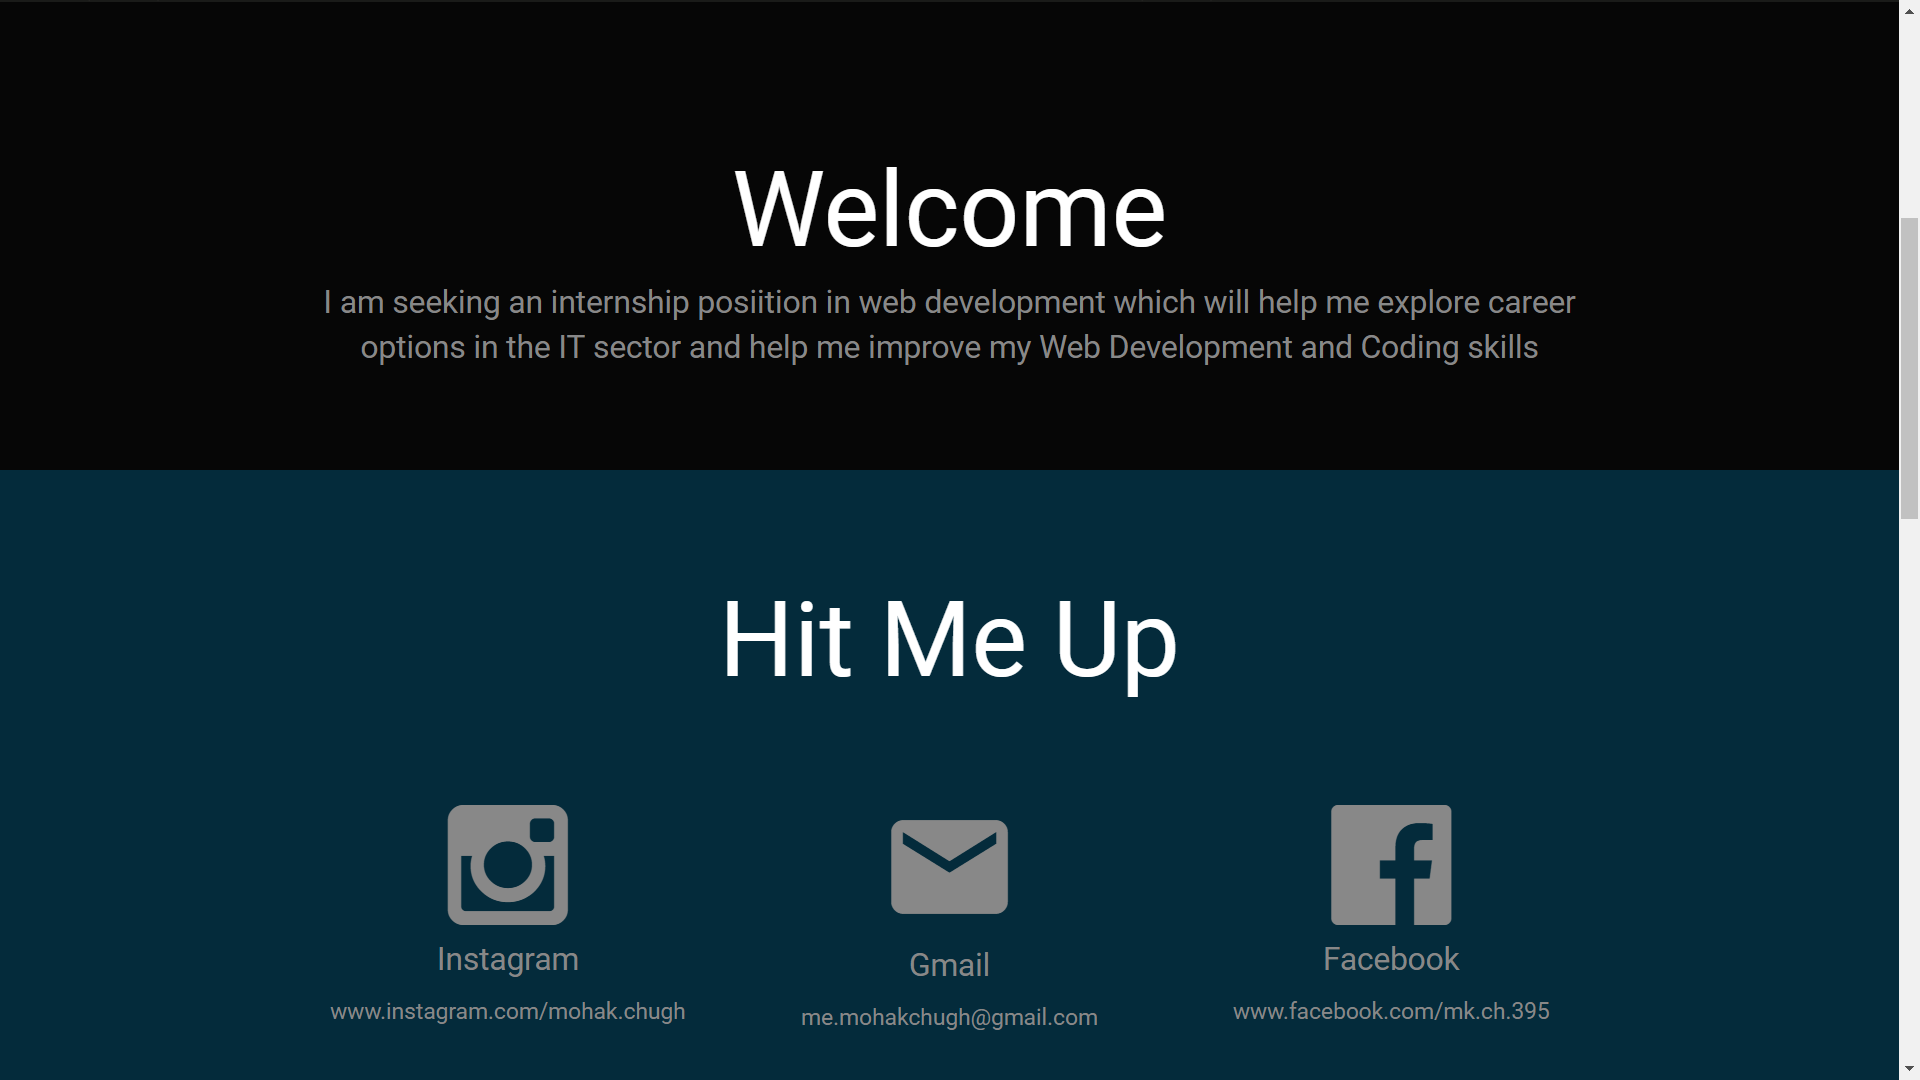 Welcome
I am seeking an internship posiition in web development which will help me explore career
options in the IT sector and help me improve my Web Development and Coding skills
Hit Me Up
Instagram
www.instagram.com/mohak.chugh
Gmail
me.mohakchugh@gmail.com
Facebook
www.facebook.com/mk.ch.395